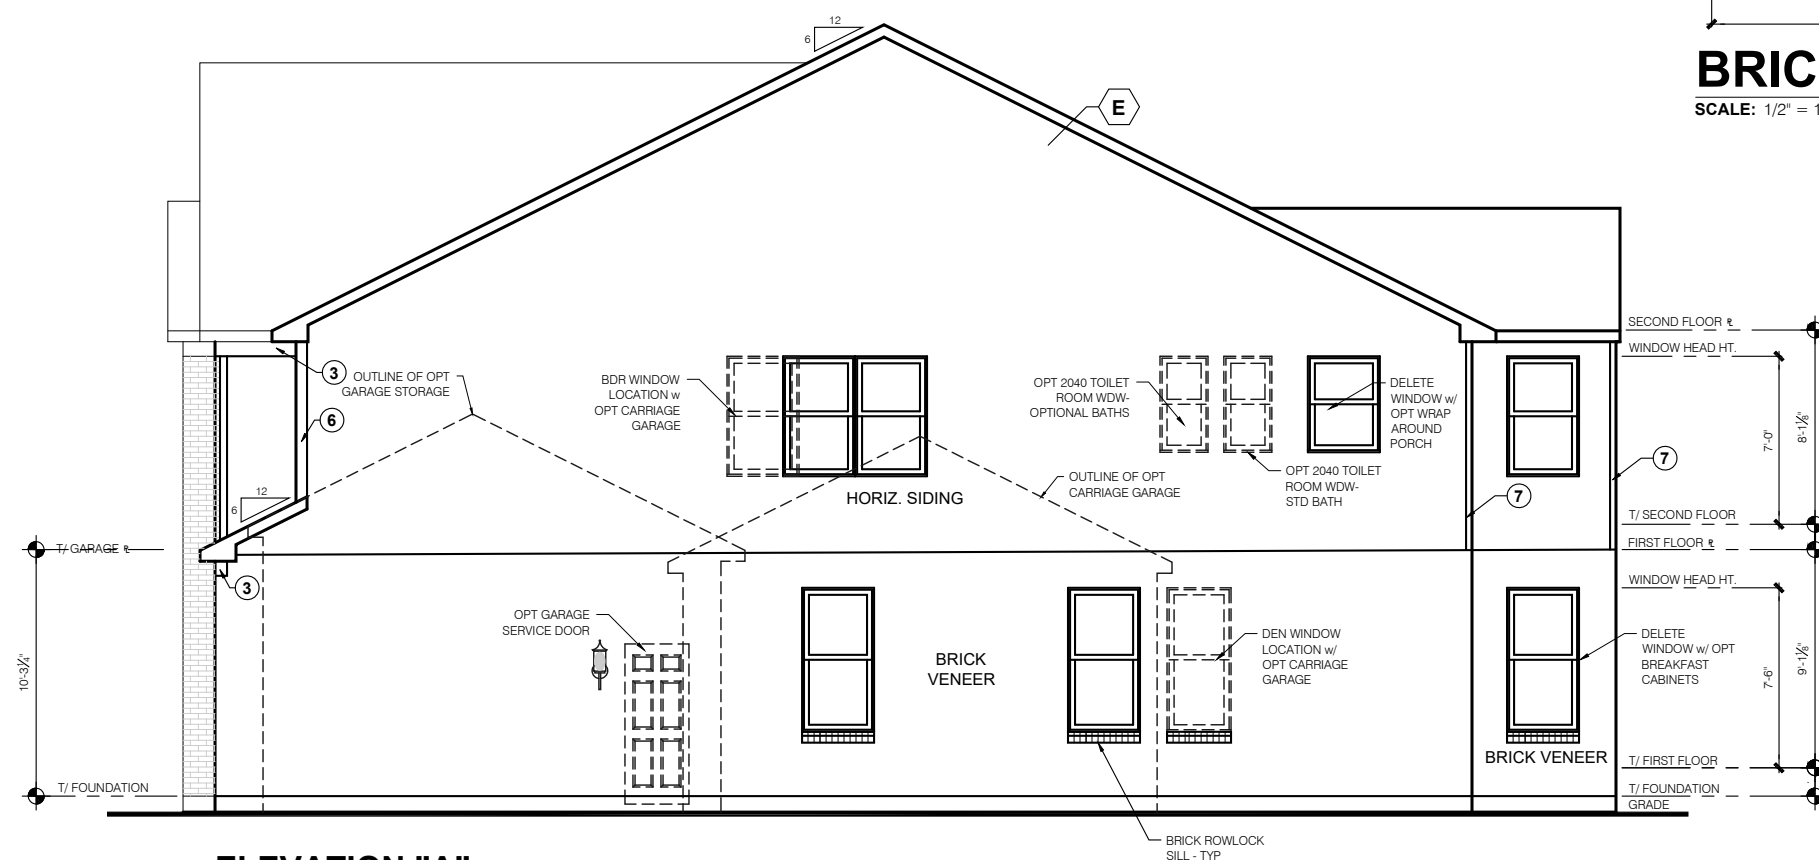 12
6
BRIC
SCALE: 1/2" = 1
E
SECOND FLOOR ℄
WINDOW HEAD HT.
3
OUTLINE OF OPT
GARAGE STORAGE
6
BDR WINDOW
LOCATION w
OPT CARRIAGE
GARAGE
OPT 2040 TOILET
ROOM WDW-
OPTIONAL BATHS
DELETE
WINDOW w/
OPT WRAP
AROUND
PORCH
7'-0"
8'-1⅛"
7
OPT 2040 TOILET
ROOM WDW-
STD BATH
7
OUTLINE OF OPT
CARRIAGE GARAGE
HORIZ. SIDING
12
6
T/ SECOND FLOOR
FIRST FLOOR ℄
T/ GARAGE ℄
3
WINDOW HEAD HT.
OPT GARAGE
SERVICE DOOR
BRICK
VENEER
DEN WINDOW
LOCATION w/
OPT CARRIAGE
GARAGE
DELETE
WINDOW w/ OPT
BREAKFAST
CABINETS
10'-3¼"
7'-6"
9'-1⅛"
BRICK VENEER
T/ FIRST FLOOR
T/ FOUNDATION
T/ FOUNDATION
GRADE
BRICK ROWLOCK
SILL - TYP
ELEVATION "A"